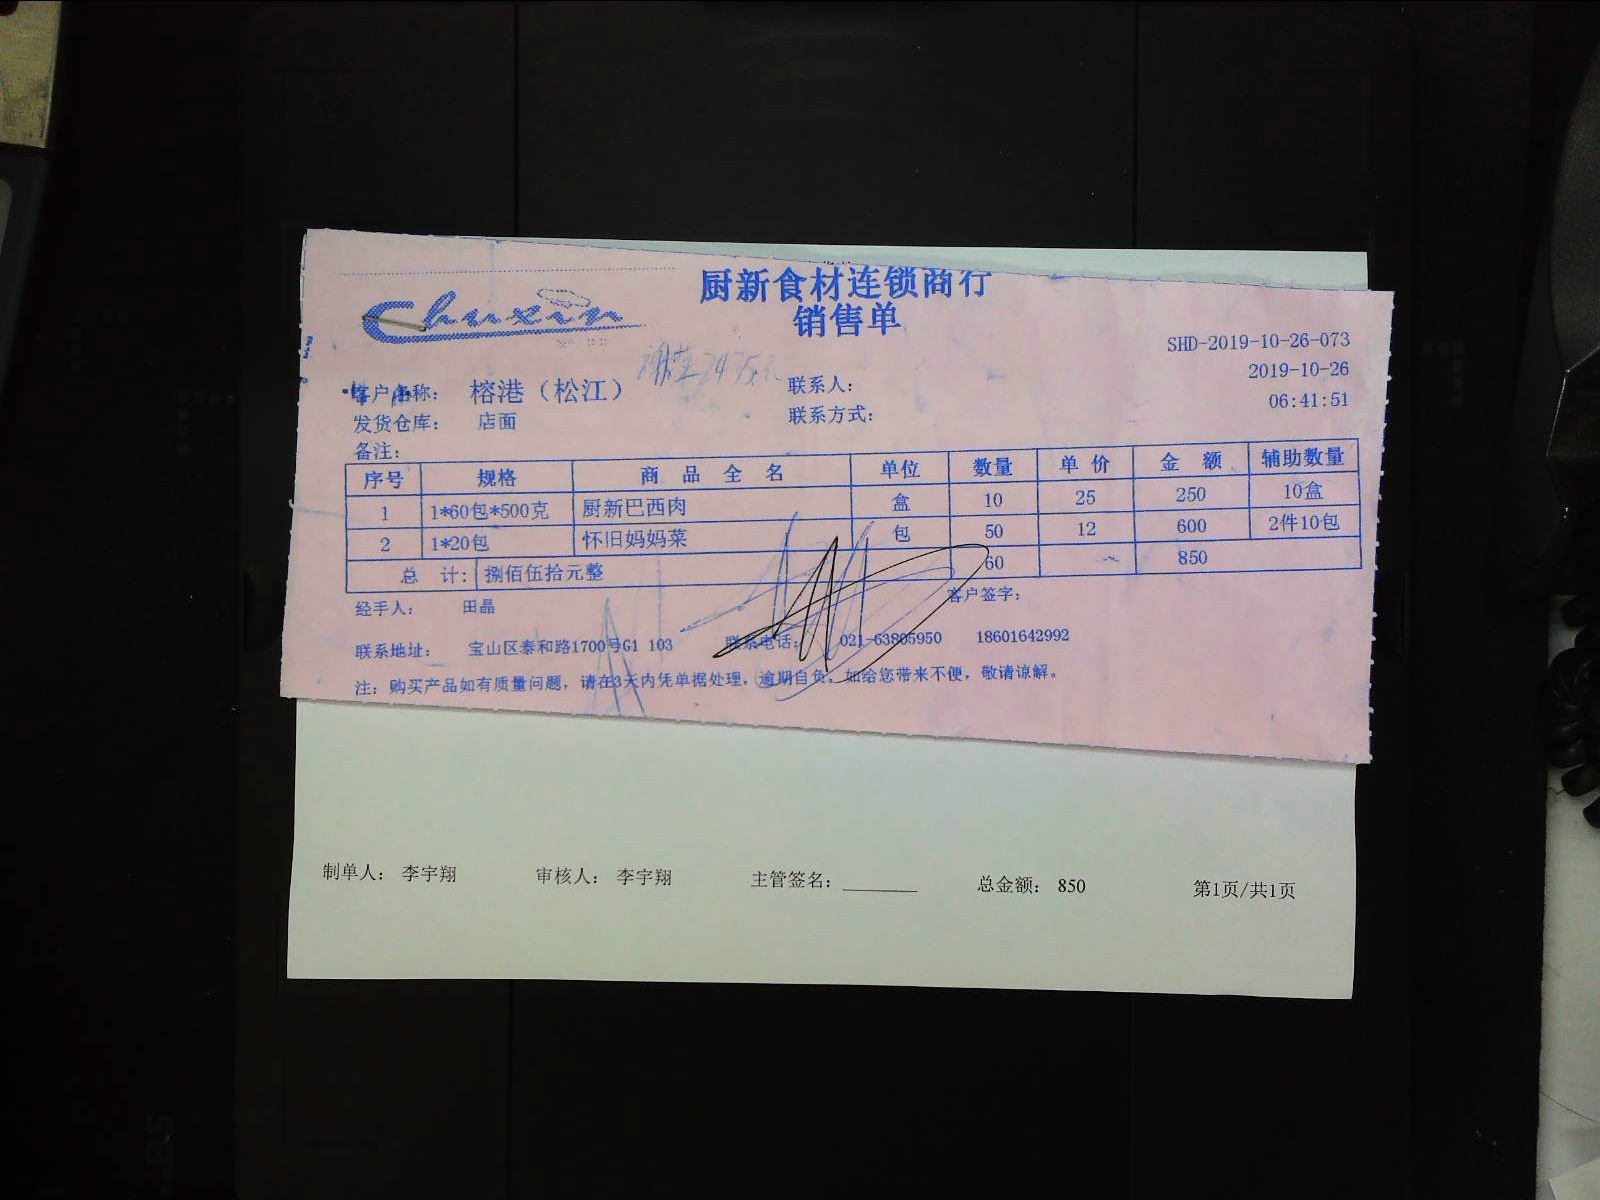 厨新食材连锁商行
Chuxin
销售单
SHD-2019-10-26-073
2019-10-26
06:41:51
客户名称： 榕港（松江） 联系人：
发货仓库： 店面 联系方式：
备注：
序号 规格 商品全名 单位 数量 单价 金额 辅助数量
1 1*60包*500克 厨新巴西肉 盒 10 25 250 10盒
2 1*20包 怀旧妈妈菜 包 50 12 600 2件10包
总计： 捌佰伍拾元整 60 850
经手人： 田晶 客户签字：
联系地址： 宝山区泰和路1700号G1 103 联系电话： 021-63805950 18601642992
注：购买产品如有质量问题，请在3天内凭单据处理，逾期自负，如给您带来不便，敬请谅解。
制单人： 李宇翔 审核人： 李宇翔 主管签名： 总金额： 850 第1页/共1页